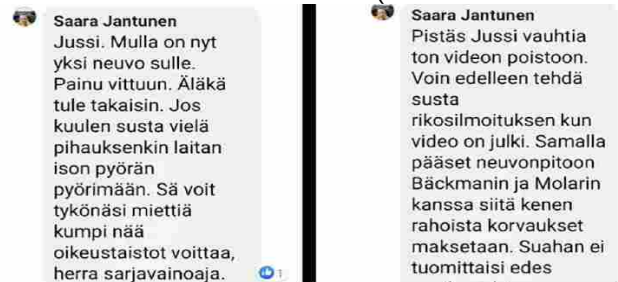 Saara Jantunen
Jussi. Mulla on nyt
yksi neuvo sulle.
Painu vittuun. Äläkä
tule takaisin. Jos
kuulen susta vielä
pihauksenkin laitan
ison pyörän
pyörimään. Sä voit
tykönäsi miettiä
kumpi nää
oikeustaistot voittaa,
herra sarjavainoaja.
1
Saara Jantunen
Pistäs Jussi vauhtia
ton videon poistoon.
Voin edelleen tehdä
susta
rikosilmoituksen kun
video on julki. Samalla
pääset neuvonpitoon
Bäckmanin ja Molarin
kanssa siitä kenen
rahoista korvaukset
maksetaan. Suahan ei
tuomittaisi edes